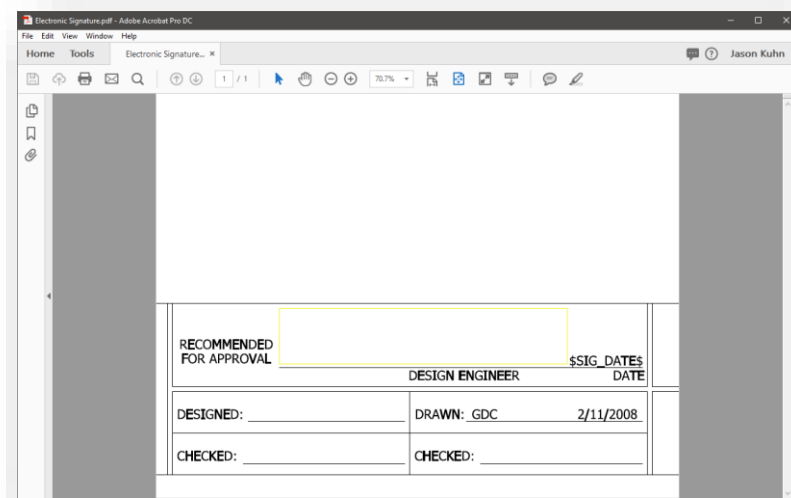 Electronic Signature.pdf - Adobe Acrobat Pro DC
File Edit View Window Help
Home Tools Electronic Signature... × Jason Kuhn
1 / 1 70.7%
RECOMMENDED
FOR APPROVAL $SIG_DATE$
DESIGN ENGINEER DATE
DESIGNED: DRAWN: GDC 2/11/2008
CHECKED: CHECKED: